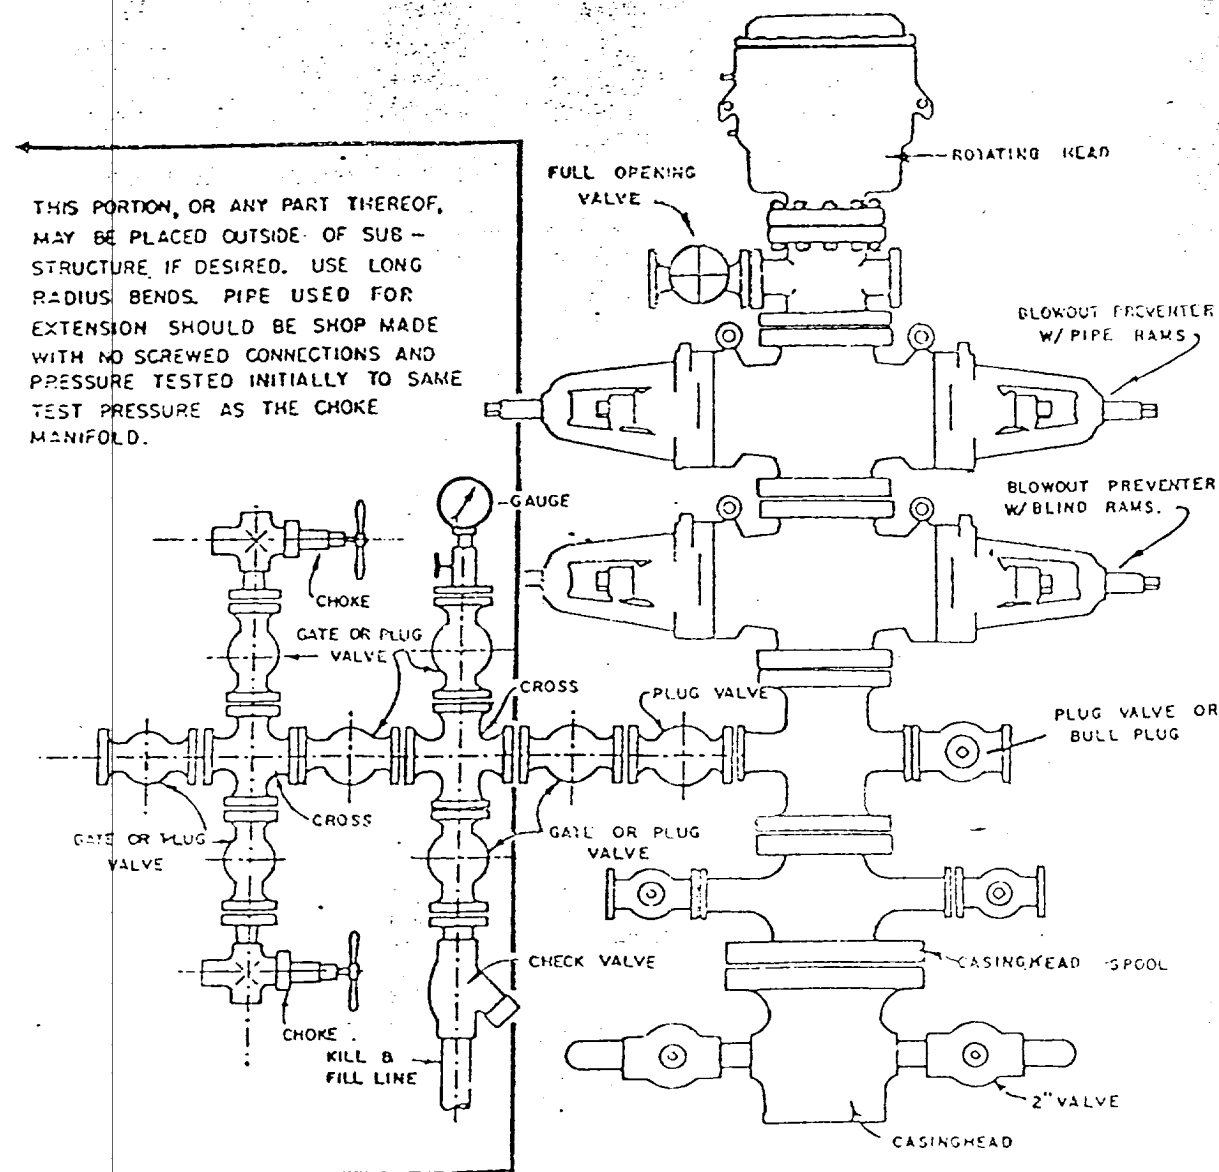 ROTATING HEAD
FULL OPENING
VALVE
THIS PORTION, OR ANY PART THEREOF,
MAY BE PLACED OUTSIDE OF SUB-
STRUCTURE IF DESIRED. USE LONG
RADIUS BENDS. PIPE USED FOR
EXTENSION SHOULD BE SHOP MADE
WITH NO SCREWED CONNECTIONS AND
PRESSURE TESTED INITIALLY TO SAME
TEST PRESSURE AS THE CHOKE
MANIFOLD.
BLOWOUT PREVENTER
W/ PIPE RAMS
GAUGE
BLOWOUT PREVENTER
W/ BLIND RAMS.
CHOKE
GATE OR PLUG
VALVE
CROSS
PLUG VALVE
PLUG VALVE OR
BULL PLUG
CROSS
GATE OR PLUG
VALVE
GATE OR PLUG
VALVE
CHECK VALVE
CASINGHEAD SPOOL
CHOKE
KILL &
FILL LINE
2" VALVE
CASINGHEAD